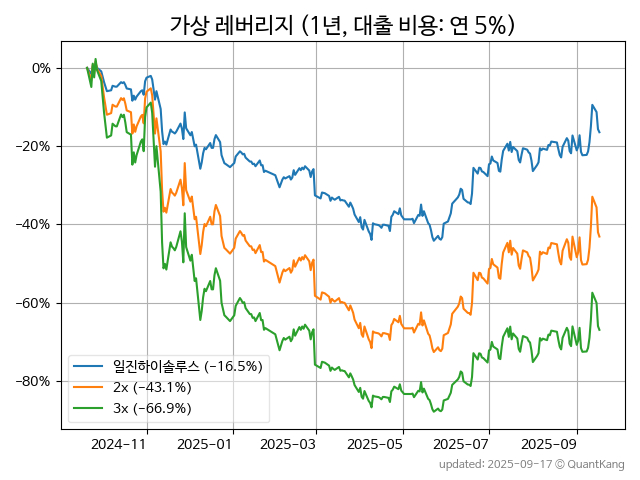 가상 레버리지 (1년, 대출 비용: 연 5%)
0%
−20%
−40%
−60%
−80%
일진하이솔루스 (−16.5%)
2x (−43.1%)
3x (−66.9%)
2024−11
2025−01
2025−03
2025−05
2025−07
2025−09
updated: 2025−09−17 © QuantKang